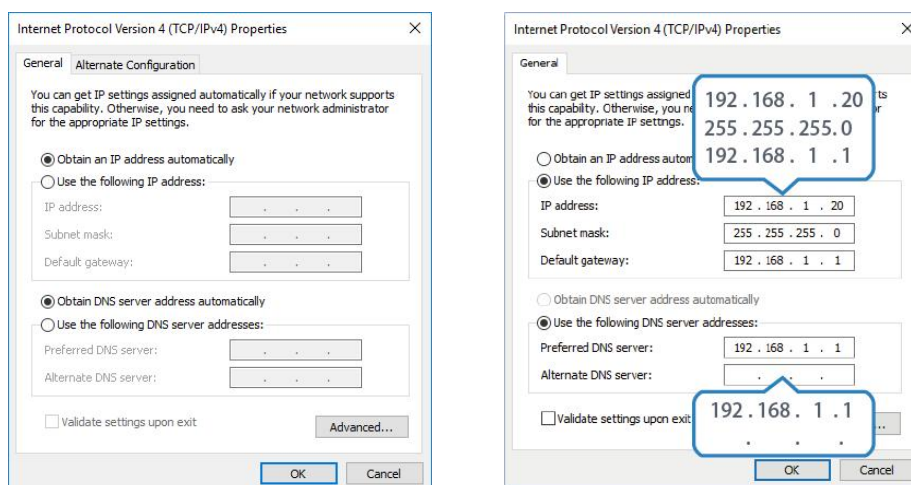 Internet Protocol Version 4 (TCP/IPv4) Properties
General
Alternate Configuration
You can get IP settings assigned automatically if your network supports
this capability. Otherwise, you need to ask your network administrator
for the appropriate IP settings.
Obtain an IP address automatically
Use the following IP address:
IP address:
. . .
Subnet mask:
. . .
Default gateway:
. . .
Obtain DNS server address automatically
Use the following DNS server addresses:
Preferred DNS server:
. . .
Alternate DNS server:
. . .
Validate settings upon exit
Advanced...
OK
Cancel
Internet Protocol Version 4 (TCP/IPv4) Properties
General
You can get IP settings assigned
this capability. Otherwise, you
for the appropriate IP settings.
192.168. 1 .20
255.255.255.0
192.168. 1 .1
Obtain an IP address
Use the following IP address:
IP address:
192 . 168 . 1 . 20
Subnet mask:
255 . 255 . 255 . 0
Default gateway:
192 . 168 . 1 . 1
Obtain DNS server address automatically
Use the following DNS server addresses:
Preferred DNS server:
192 . 168 . 1 . 1
Alternate DNS server:
. . .
Validate settings upon exit
192.168. 1 .1
. . .
OK
Cancel